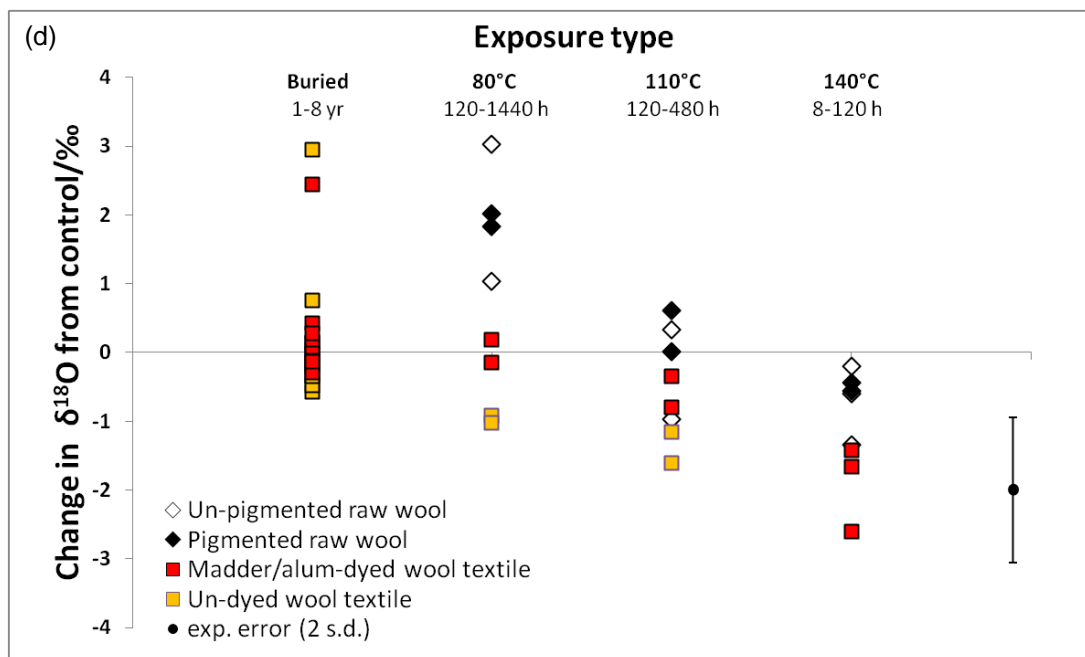 (d)
Exposure type
Buried 80°C 110°C 140°C
1-8 yr 120-1440 h 120-480 h 8-120 h
Change in δ¹⁸O from control/‰
4
3
2
1
0
-1
-2
-3
-4
Un-pigmented raw wool
Pigmented raw wool
Madder/alum-dyed wool textile
Un-dyed wool textile
exp. error (2 s.d.)